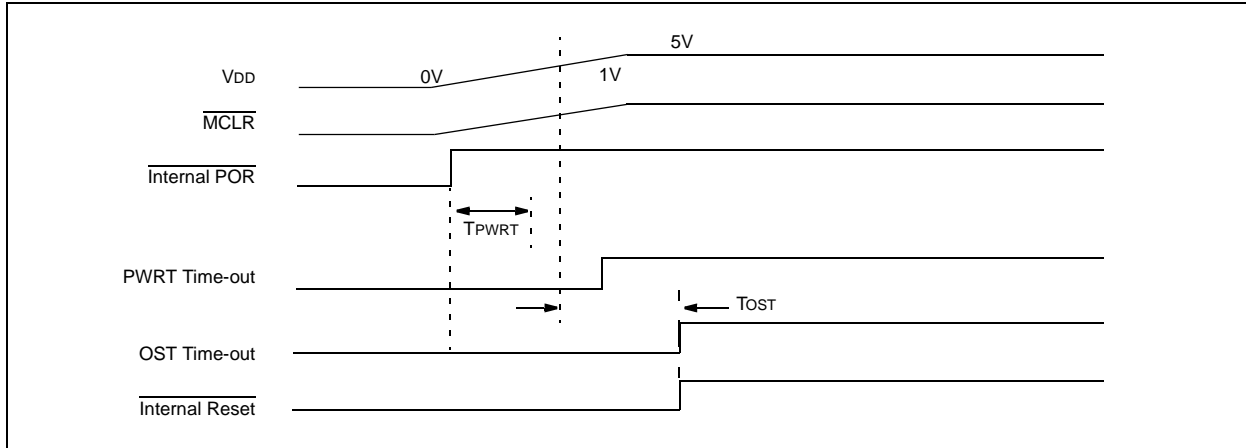 5V
VDD
0V
1V
MCLR
Internal POR
TPWRT
PWRT Time-out
TOST
OST Time-out
Internal Reset